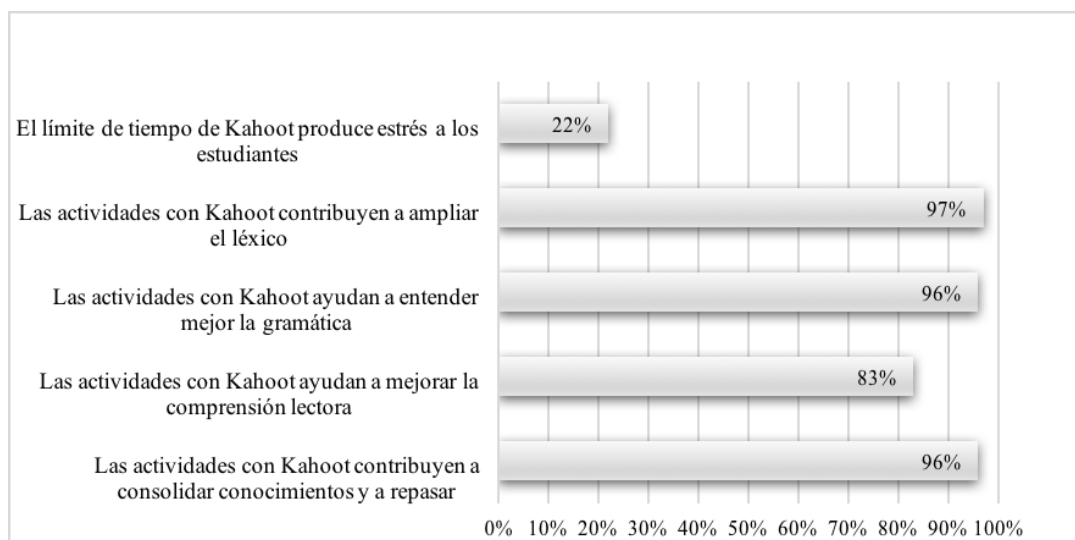 El límite de tiempo de Kahoot produce estrés a los
estudiantes
22%
Las actividades con Kahoot contribuyen a ampliar
el léxico
97%
Las actividades con Kahoot ayudan a entender
mejor la gramática
96%
Las actividades con Kahoot ayudan a mejorar la
comprensión lectora
83%
Las actividades con Kahoot contribuyen a
consolidar conocimientos y a repasar
96%
0% 10% 20% 30% 40% 50% 60% 70% 80% 90% 100%